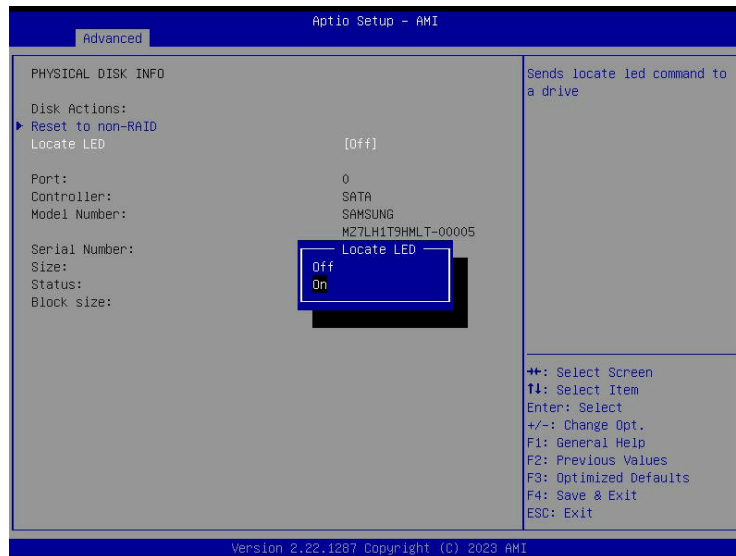 Aptio Setup - AMI
Advanced
PHYSICAL DISK INFO
Disk Actions:
Reset to non-RAID
Locate LED [Off]
Port: 0
Controller: SATA
Model Number: SAMSUNG
MZ7LH1T9HMLT-00005
Serial Number:
Size:
Status:
Block size:
Locate LED
Off
On
Sends locate led command to
a drive
→←: Select Screen
↑↓: Select Item
Enter: Select
+/-: Change Opt.
F1: General Help
F2: Previous Values
F3: Optimized Defaults
F4: Save & Exit
ESC: Exit
Version 2.22.1287 Copyright (C) 2023 AMI